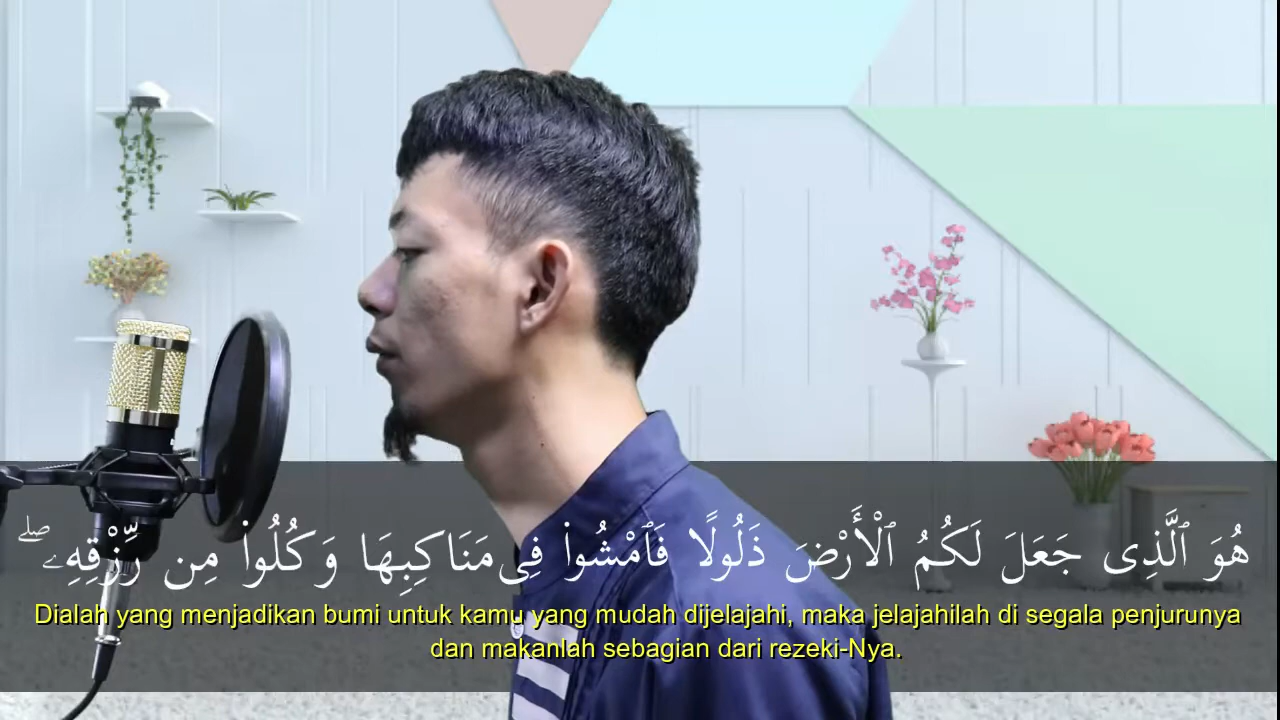 هُوَ ٱلَّذِى جَعَلَ لَكُمُ ٱلْأَرْضَ ذَلُولًا فَٱمْشُوا۟ فِى مَنَاكِبِهَا وَكُلُوا۟ مِن رِّزْقِهِۦ ۖ
Dialah yang menjadikan bumi untuk kamu yang mudah dijelajahi, maka jelajahilah di segala penjurunya
dan makanlah sebagian dari rezeki-Nya.